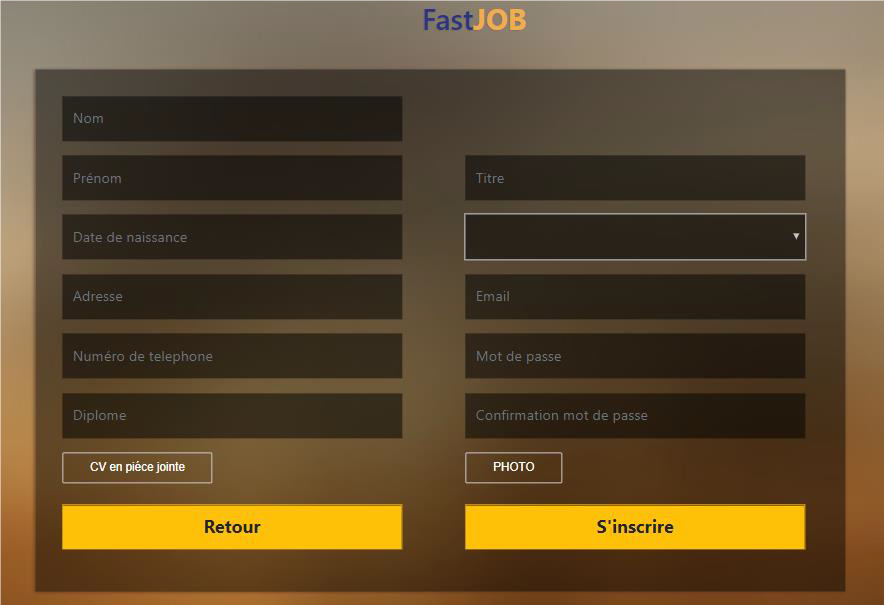 FastJOB
Nom
Prénom
Titre
Date de naissance
Adresse
Email
Numéro de telephone
Mot de passe
Diplome
Confirmation mot de passe
CV en piéce jointe
PHOTO
Retour
S'inscrire